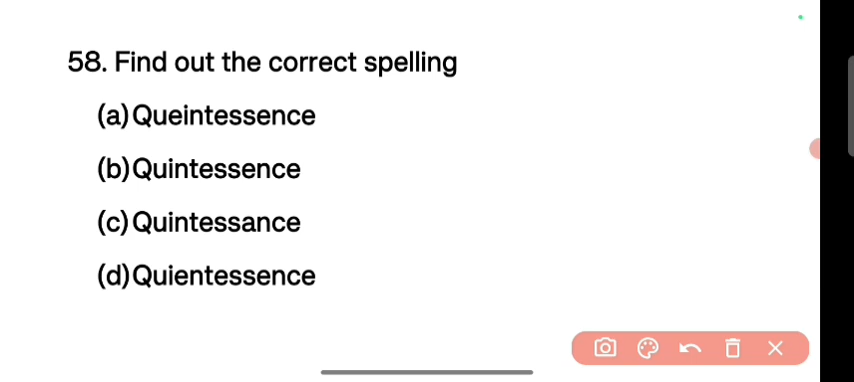 58. Find out the correct spelling
(a) Queintessence
(b) Quintessence
(c) Quintessance
(d) Quientessence